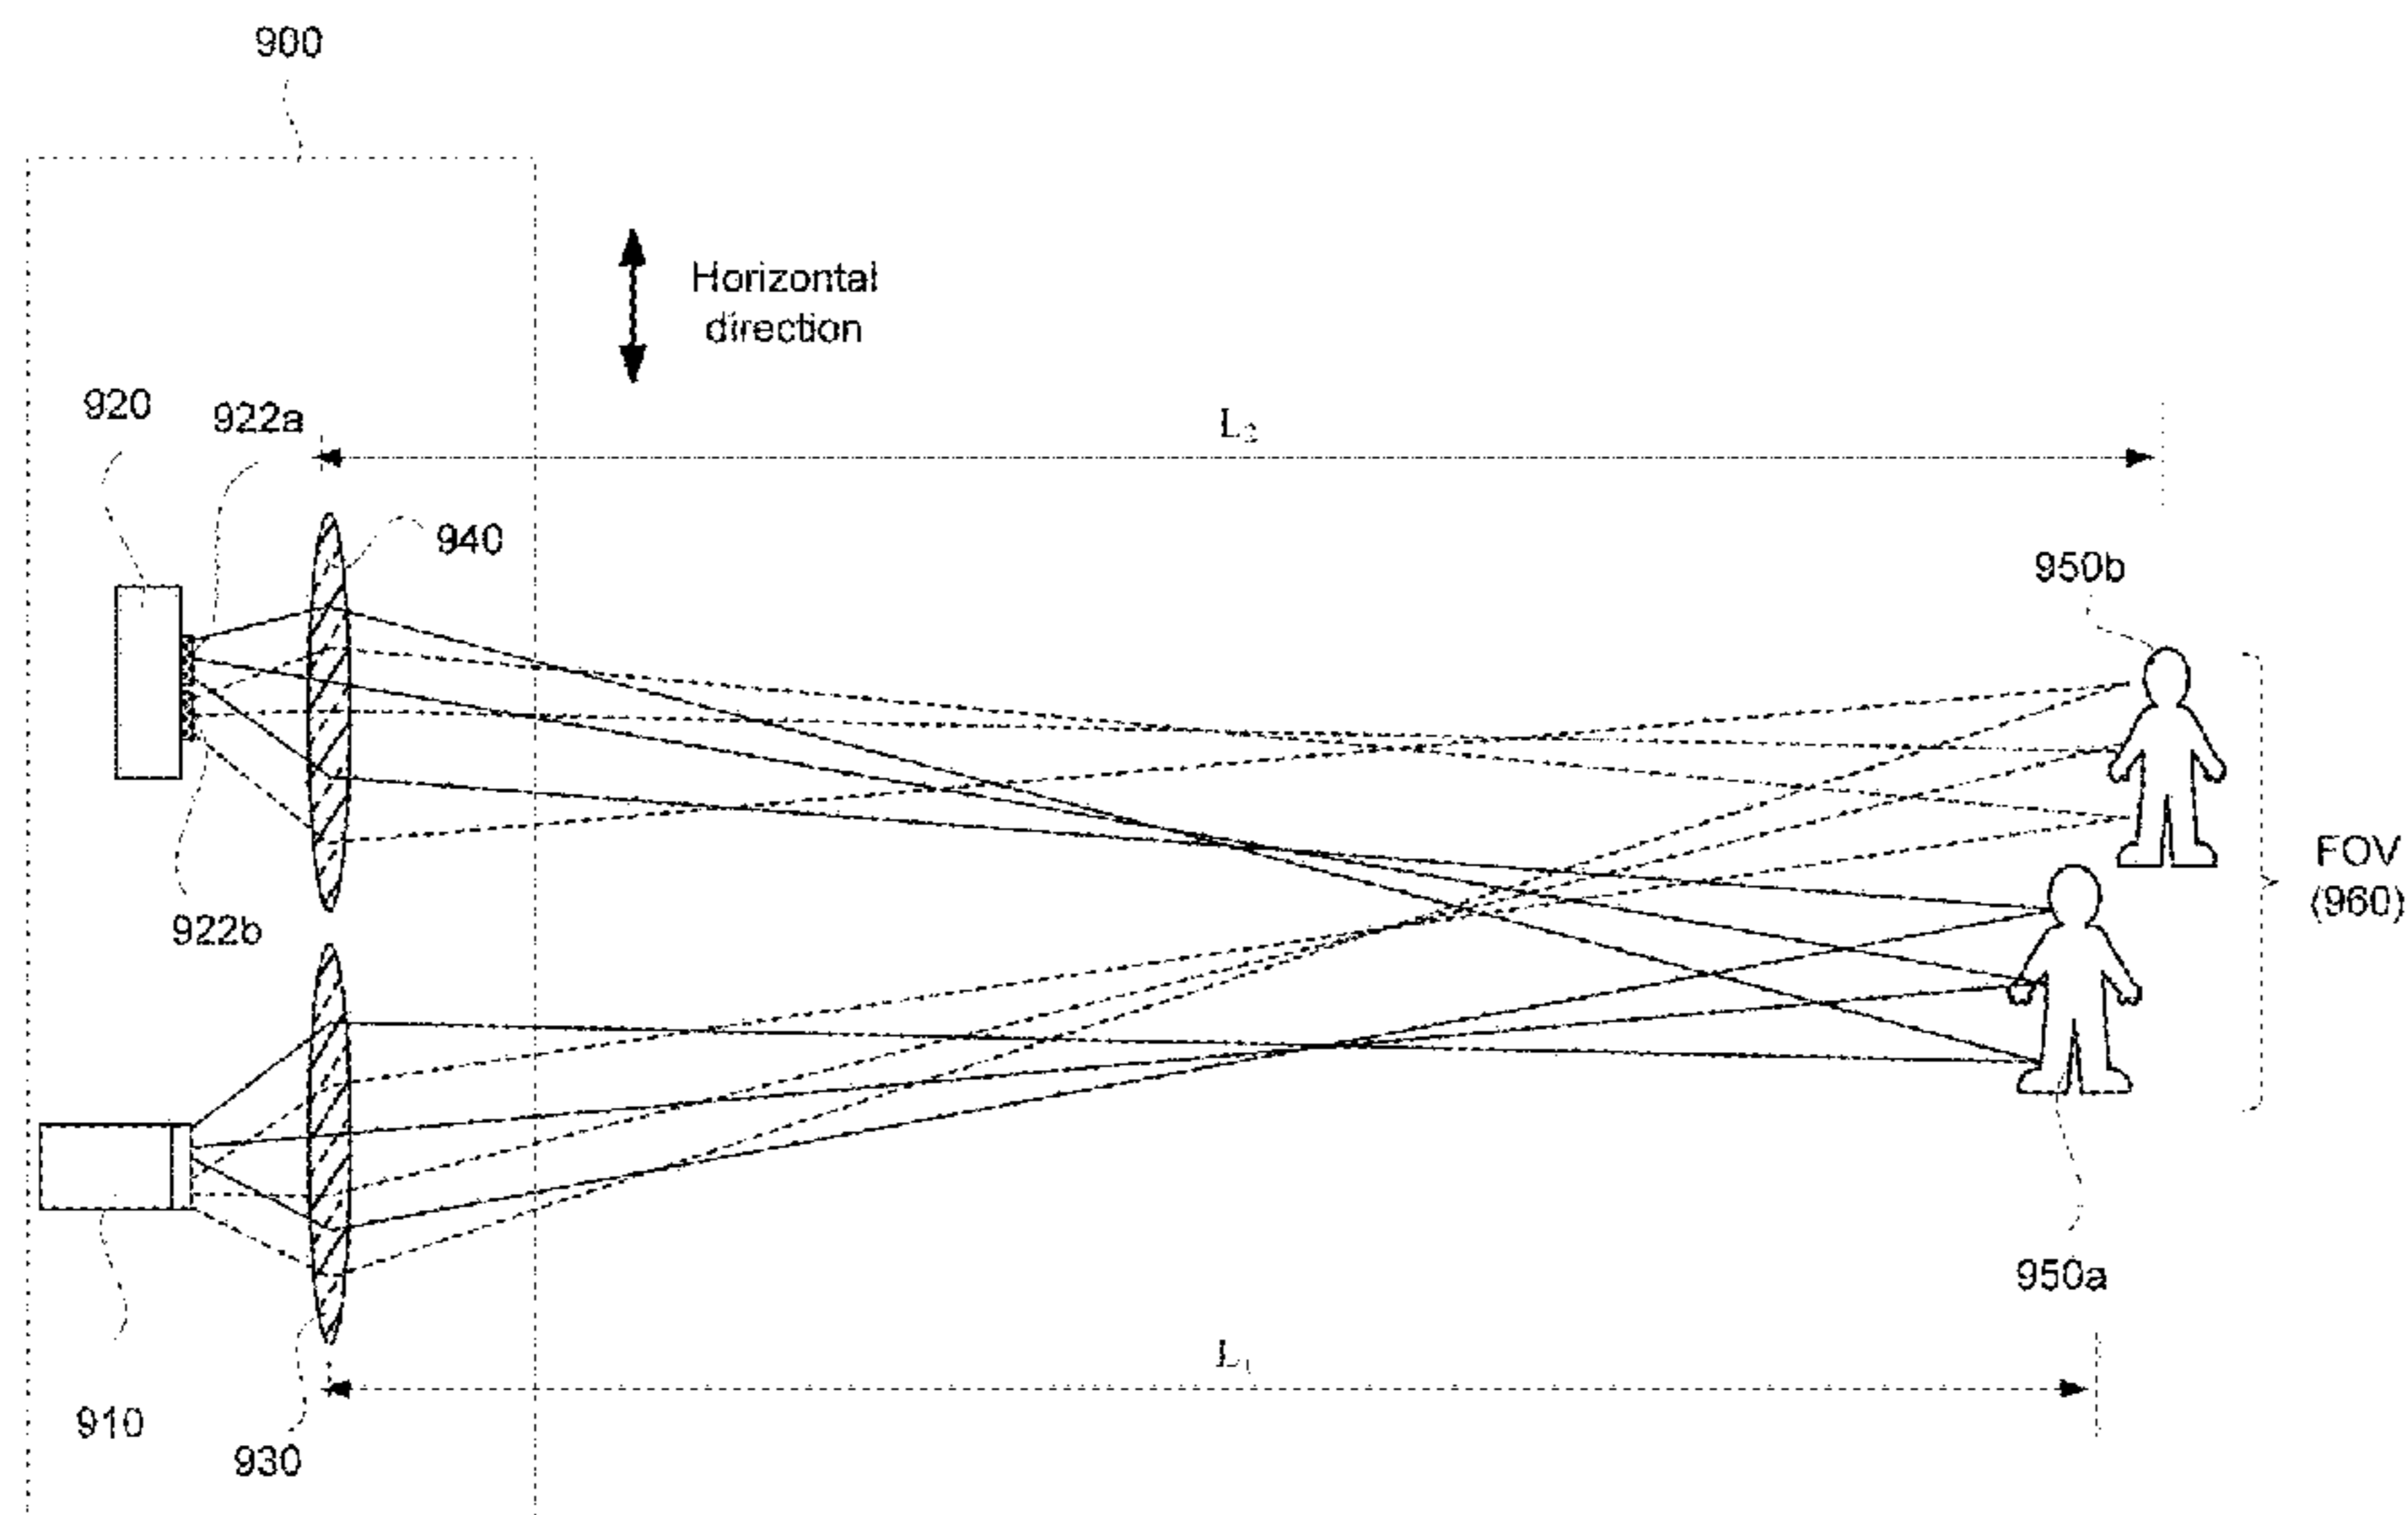 900
Horizontal
direction
920
922a
L₂
940
950b
922b
FOV
(960)
950a
L₁
910
930